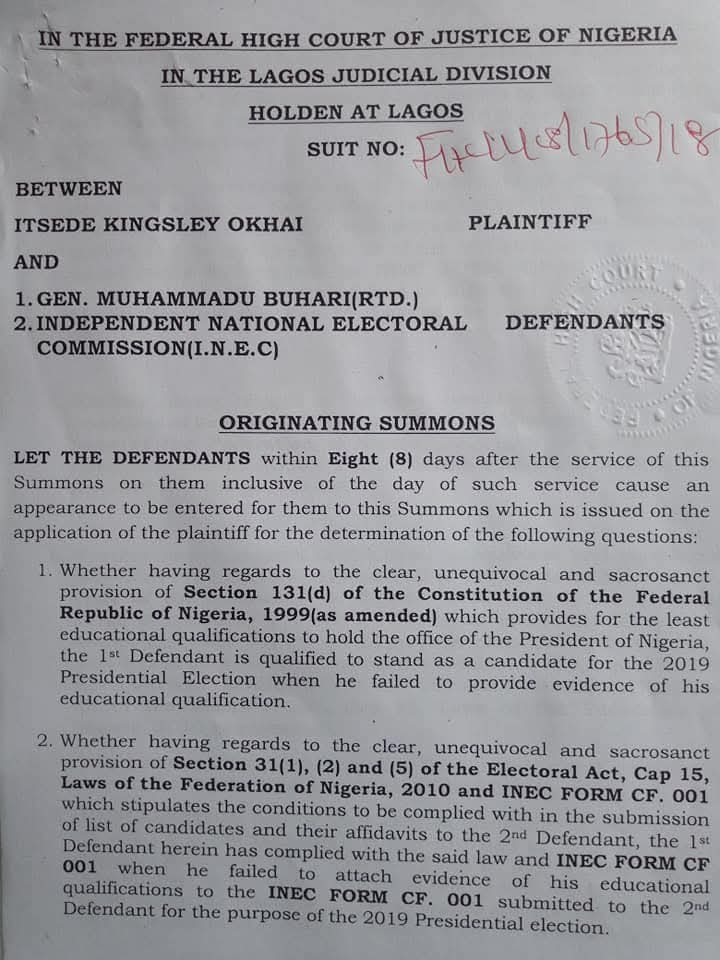 IN THE FEDERAL HIGH COURT OF JUSTICE OF NIGERIA
IN THE LAGOS JUDICIAL DIVISION
HOLDEN AT LAGOS
SUIT NO: /1765/18
BETWEEN
ITSEDE KINGSLEY OKHAI PLAINTIFF
AND
1. GEN. MUHAMMADU BUHARI(RTD.)
2. INDEPENDENT NATIONAL ELECTORAL DEFENDANTS
COMMISSION(I.N.E.C)
FEDERAL HIGH COURT OF NIGERIA
ORIGINATING SUMMONS
LET THE DEFENDANTS within Eight (8) days after the service of this
Summons on them inclusive of the day of such service cause an
appearance to be entered for them to this Summons which is issued on the
application of the plaintiff for the determination of the following questions:
1. Whether having regards to the clear, unequivocal and sacrosanct
provision of Section 131(d) of the Constitution of the Federal
Republic of Nigeria, 1999(as amended) which provides for the least
educational qualifications to hold the office of the President of Nigeria,
the 1st Defendant is qualified to stand as a candidate for the 2019
Presidential Election when he failed to provide evidence of his
educational qualification.
2. Whether having regards to the clear, unequivocal and sacrosanct
provision of Section 31(1), (2) and (5) of the Electoral Act, Cap 15,
Laws of the Federation of Nigeria, 2010 and INEC FORM CF. 001
which stipulates the conditions to be complied with in the submission
of list of candidates and their affidavits to the 2nd Defendant, the 1st
Defendant herein has complied with the said law and INEC FORM CF
001 when he failed to attach evidence of his educational
qualifications to the INEC FORM CF. 001 submitted to the 2nd
Defendant for the purpose of the 2019 Presidential election.